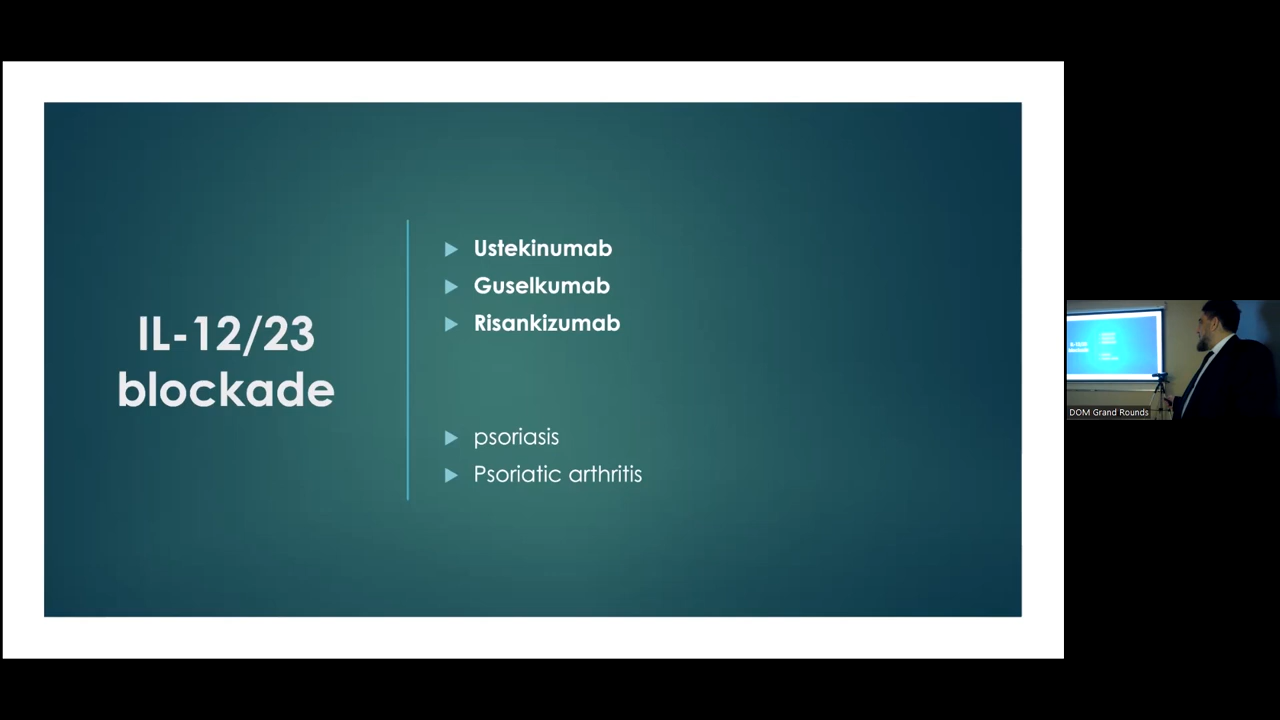 IL-12/23
blockade
Ustekinumab
Guselkumab
Risankizumab
psoriasis
Psoriatic arthritis
DOM Grand Rounds